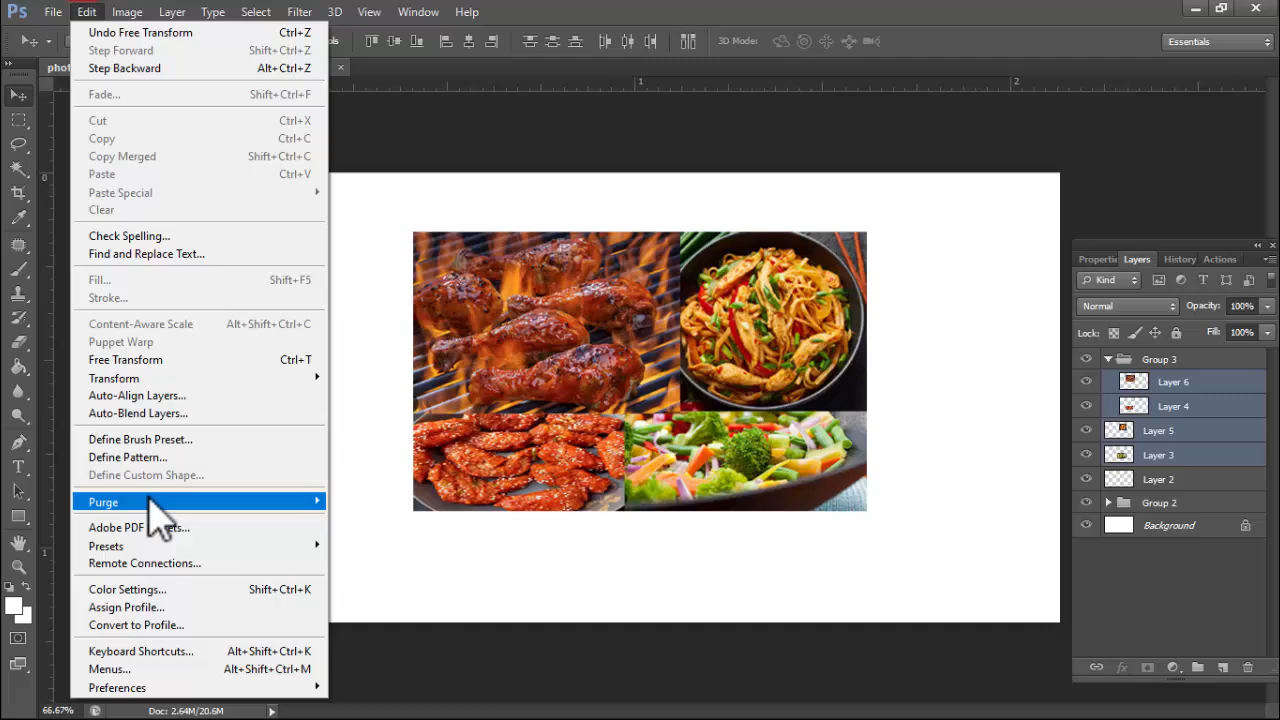 Ps File Edit Image Layer Type Select Filter 3D View Window Help
3D Mode: Essentials
Undo Free Transform Ctrl+Z
Step Forward Shift+Ctrl+Z
Step Backward Alt+Ctrl+Z
Fade... Shift+Ctrl+F
Cut Ctrl+X
Copy Ctrl+C
Copy Merged Shift+Ctrl+C
Paste Ctrl+V
Paste Special
Clear
Check Spelling...
Find and Replace Text...
Fill... Shift+F5
Stroke...
Content-Aware Scale Alt+Shift+Ctrl+C
Puppet Warp
Free Transform Ctrl+T
Transform
Auto-Align Layers...
Auto-Blend Layers...
Define Brush Preset...
Define Pattern...
Define Custom Shape...
Purge
Adobe PDF
Presets
Remote Connections...
Color Settings... Shift+Ctrl+K
Assign Profile...
Convert to Profile...
Keyboard Shortcuts... Alt+Shift+Ctrl+K
Menus... Alt+Shift+Ctrl+M
Preferences
1 2
0
1
Properti Layers History Actions
Kind
Normal Opacity: 100%
Lock: Fill: 100%
Group 3
Layer 6
Layer 4
Layer 5
Layer 3
Layer 2
Group 2
Background
66.67% Doc: 2.64M/20.6M